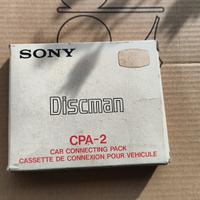 SONY
Discman
CPA-2
CAR CONNECTING PACK
CASSETTE DE CONNEXION POUR VEHICULE